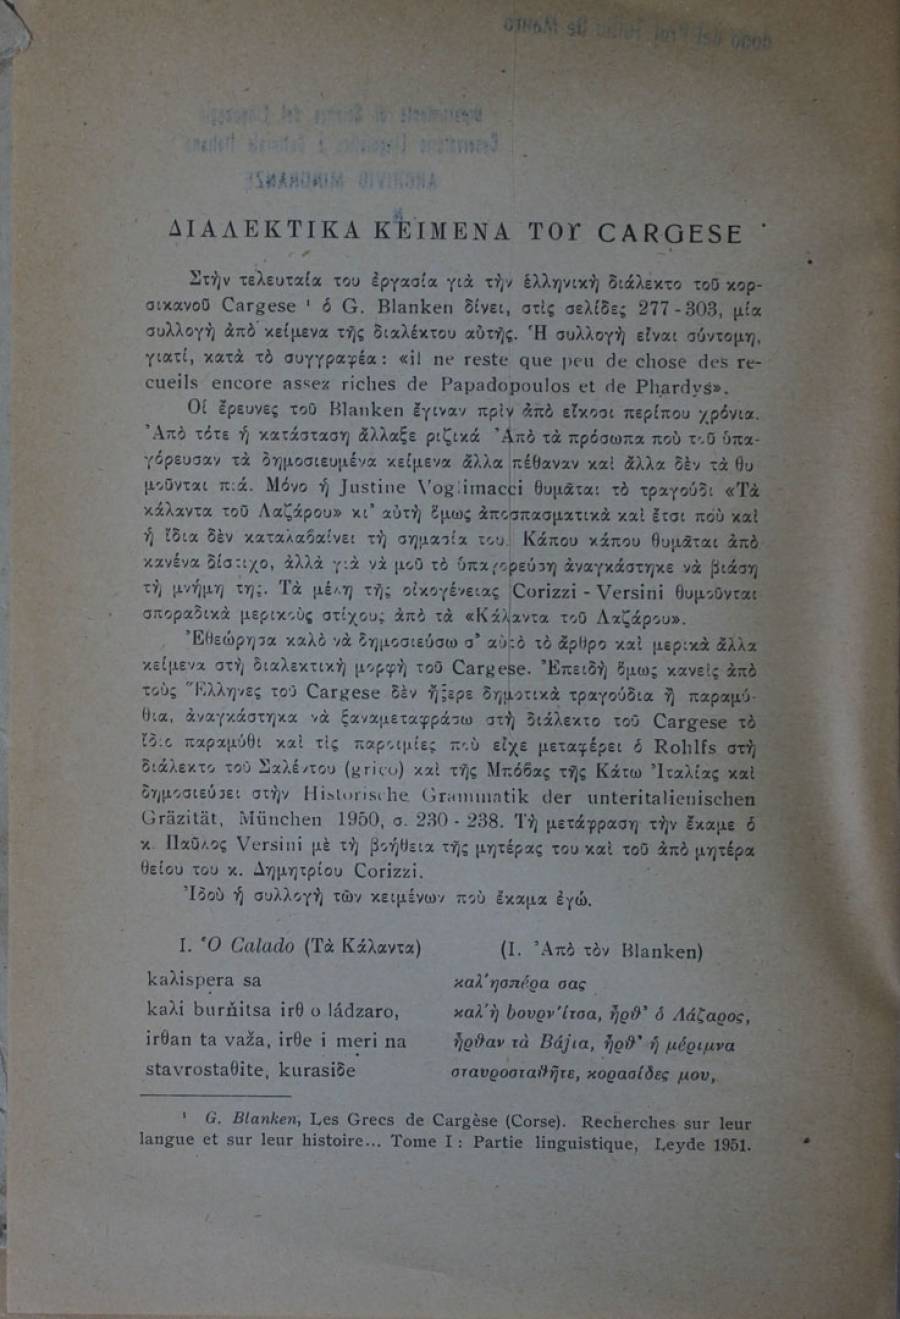 ΔΙΑΛΕΚΤΙΚΑ ΚΕΙΜΕΝΑ ΤΟΥ CARGESE
Στὴν τελευταία του ἐργασία γιὰ τὴν ἑλληνικὴ διάλεκτο τοῦ κορ-
σικανοῦ Cargese ¹ ὁ G. Blanken δίνει, στὶς σελίδες 277 - 303, μία
συλλογὴ ἀπὸ κείμενα τῆς διαλέκτου αὐτῆς. Ἡ συλλογὴ εἶναι σύντομη,
γιατί, κατὰ τὸ συγγραφέα: «il ne reste que peu de chose des re-
cueils encore assez riches de Papadopoulos et de Phardys».
Οἱ ἔρευνες τοῦ Blanken ἔγιναν πρὶν ἀπὸ εἴκοσι περίπου χρόνια.
Ἀπὸ τότε ἡ κατάσταση ἄλλαξε ριζικά Ἀπὸ τὰ πρόσωπα ποὺ τοῦ ὑπα-
γόρευσαν τὰ δημοσιευμένα κείμενα ἄλλα πέθαναν καὶ ἄλλα δὲν τὰ θυ
μοῦνται πιά. Μόνο ἡ Justine Voglimacci θυμᾶται τὸ τραγούδι «Τὰ
κάλαντα τοῦ Λαζάρου» κι' αὐτὴ ὅμως ἀποσπασματικὰ καὶ ἔτσι ποὺ καὶ
ἡ ἴδια δὲν καταλαβαίνει τὴ σημασία του. Κάπου κάπου θυμᾶται ἀπὸ
κανένα δίστιχο, ἀλλὰ γιὰ νὰ μοῦ τὸ ὑπαγορεύση ἀναγκάστηκε νὰ βιάση
τὴ μνήμη της. Τὰ μέλη τῆς οἰκογένειας Corizzi - Versini θυμοῦνται
σποραδικὰ μερικοὺς στίχους ἀπὸ τὰ «Κάλαντα τοῦ Λαζάρου».
Ἐθεώρησα καλὸ νὰ δημοσιεύσω σ' αὐτὸ τὸ ἄρθρο καὶ μερικὰ ἄλλα
κείμενα στὴ διαλεκτικὴ μορφὴ τοῦ Cargese. Ἐπειδὴ ὅμως κανεὶς ἀπὸ
τοὺς Ἕλληνες τοῦ Cargese δὲν ἤξερε δημοτικὰ τραγούδια ἢ παραμύ-
θια, ἀναγκάστηκα νὰ ξαναμεταφράσω στὴ διάλεκτο τοῦ Cargese τὸ
ἴδιο παραμύθι καὶ τὶς παροιμίες ποὺ εἶχε μεταφέρει ὁ Rohlfs στὴ
διάλεκτο τοῦ Σαλέντου (grico) καὶ τῆς Μπόβας τῆς Κάτω Ἰταλίας καὶ
δημοσιεύσει στὴν Historische Grammatik der unteritalienischen
Gräzität, München 1950, σ. 230 - 238. Τὴ μετάφραση τὴν ἔκαμε ὁ
κ. Παῦλος Versini μὲ τὴ βοήθεια τῆς μητέρας του καὶ τοῦ ἀπὸ μητέρα
θείου του κ. Δημητρίου Corizzi.
Ἰδοὺ ἡ συλλογὴ τῶν κειμένων ποὺ ἔκαμα ἐγώ.
I. Ὁ Calado (Τὰ Κάλαντα)
kaλispera sa
kaλi burn̂itsa irθ o ládzaro,
irθan ta važa, irθe i meri na
stavrostaθite, kurasiδe
(I. Ἀπὸ τὸν Blanken)
καλ'ησπέρα σας
καλ'ὴ bουρν'ίτσα, ἦρθ' ὁ Λάζαρος,
ἦρθαν τὰ Βάjια, ἦρθ' ἡ μέριμνα
σταυροσταθῆτε, κορασίδες μου,
¹ G. Blanken, Les Grecs de Cargèse (Corse). Recherches sur leur
langue et sur leur histoire... Tome I : Partie linguistique, Leyde 1951.